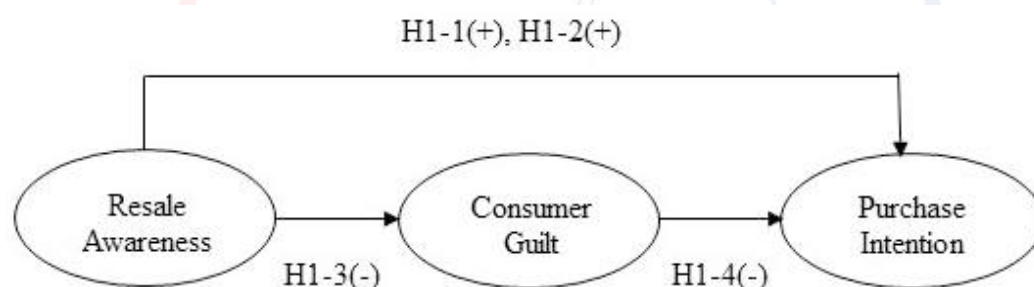 H1-1(+), H1-2(+)
Resale
Awareness
Consumer
Guilt
Purchase
Intention
H1-3(-)
H1-4(-)